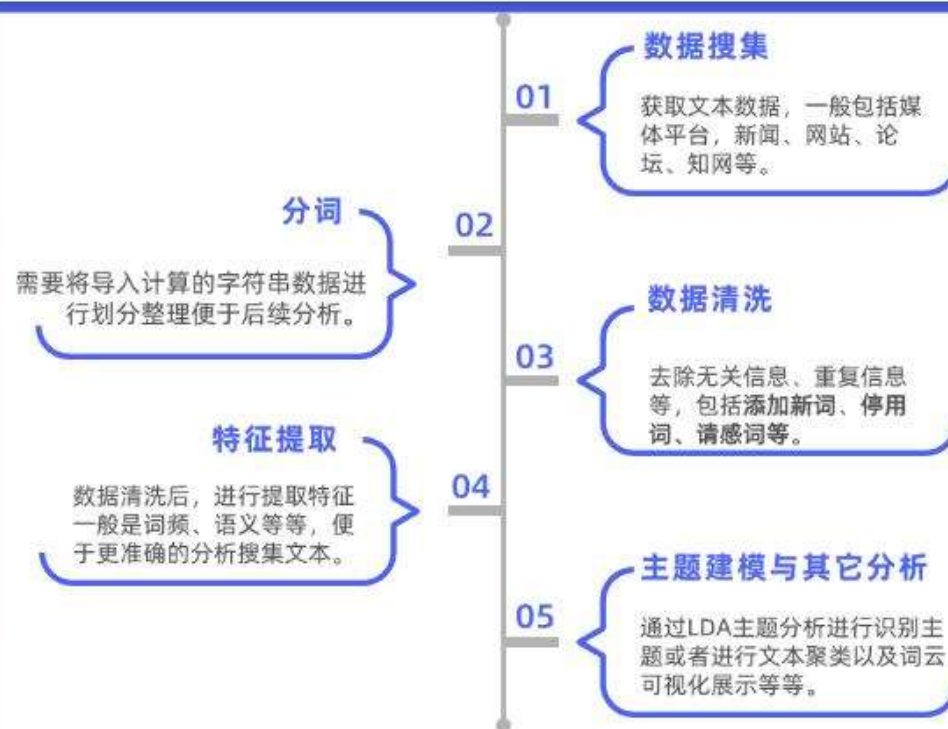 01
数据搜集
获取文本数据，一般包括媒
体平台，新闻、网站、论
坛、知网等。
02
分词
需要将导入计算的字符串数据进
行划分整理便于后续分析。
03
数据清洗
去除无关信息、重复信息
等，包括添加新词、停用
词、请感词等。
04
特征提取
数据清洗后，进行提取特征
一般是词频、语义等等，便
于更准确的分析搜集文本。
05
主题建模与其它分析
通过LDA主题分析进行识别主
题或者进行文本聚类以及词云
可视化展示等等。